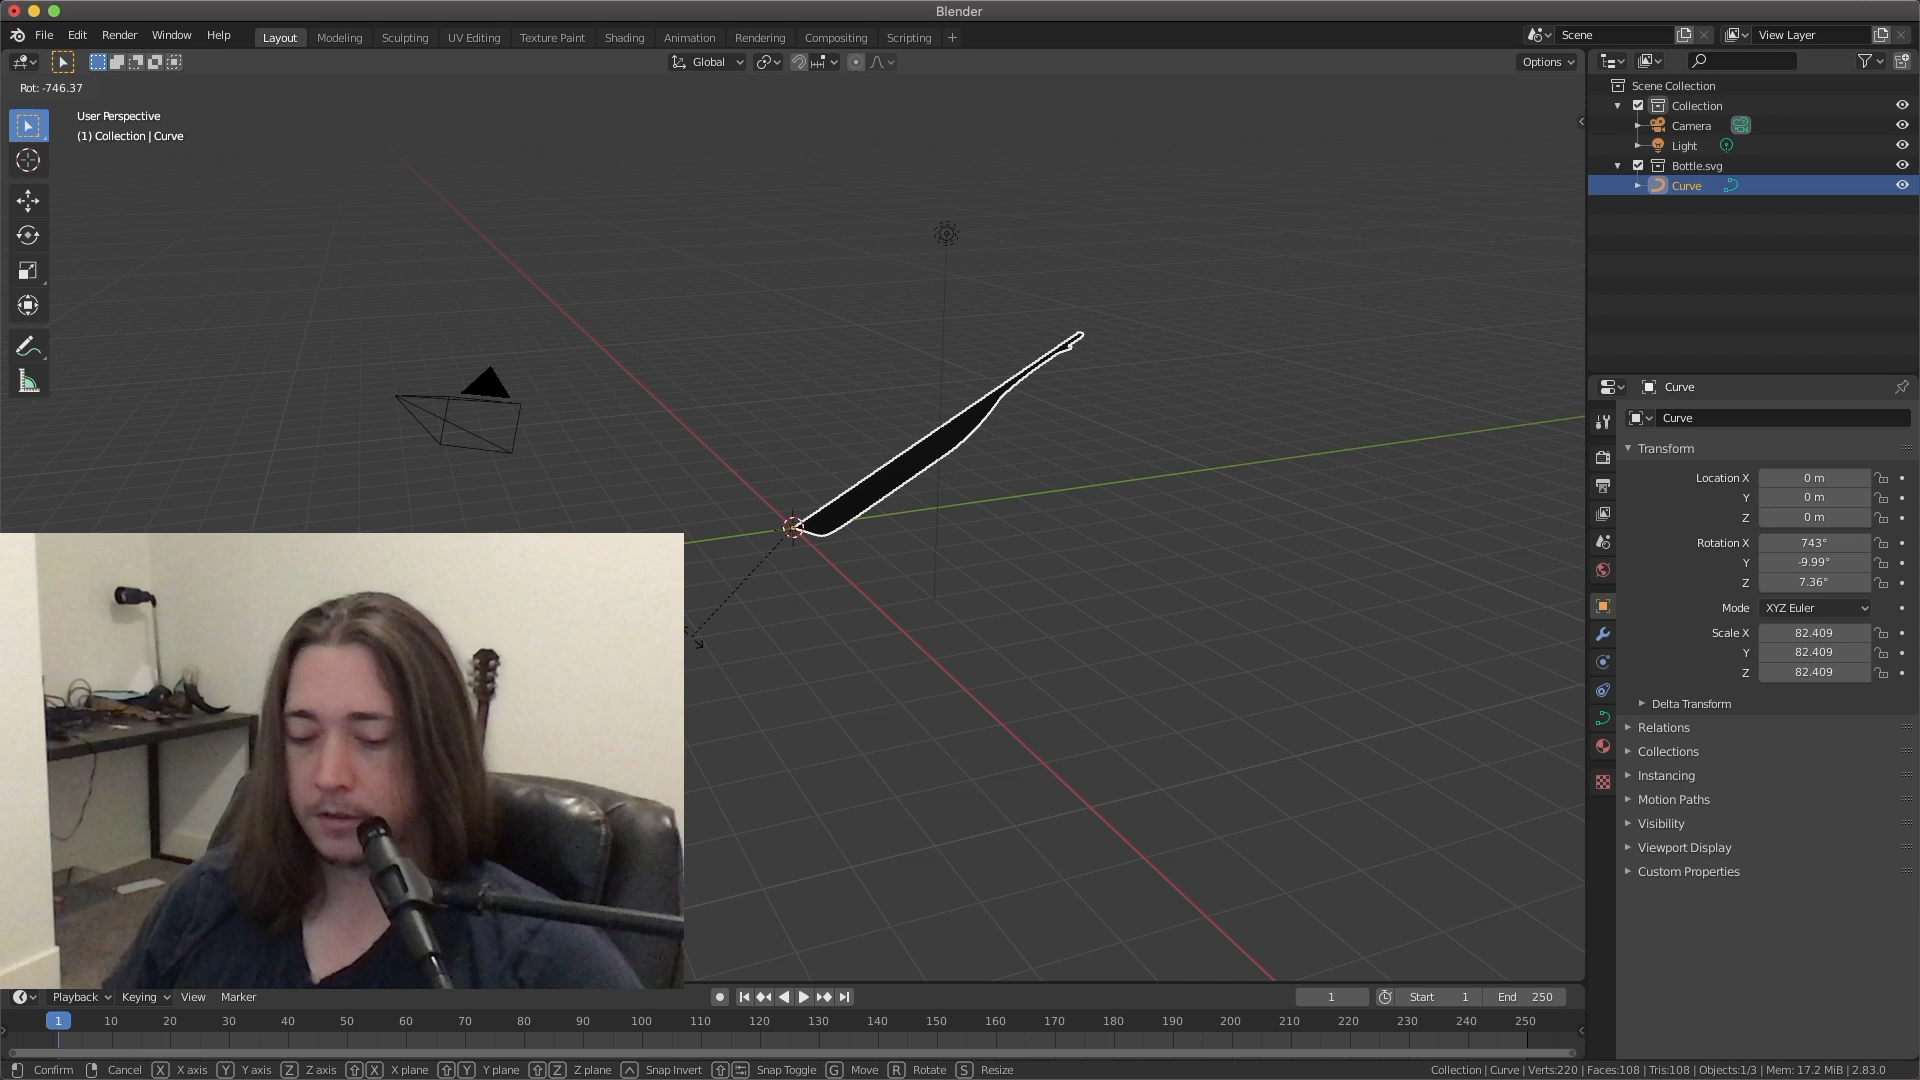 Blender
File Edit Render Window Help
Layout Modeling Sculpting UV Editing Texture Paint Shading Animation Rendering Compositing Scripting +
Scene
View Layer
Global
Options
Rot: -746.37
User Perspective
(1) Collection | Curve
Scene Collection
Collection
Camera
Light
Bottle.svg
Curve
Curve
Curve
Transform
Location X 0 m
Y 0 m
Z 0 m
Rotation X 743°
Y -9.99°
Z 7.36°
Mode XYZ Euler
Scale X 82.409
Y 82.409
Z 82.409
Delta Transform
Relations
Collections
Instancing
Motion Paths
Visibility
Viewport Display
Custom Properties
Playback Keying View Marker
1 Start 1 End 250
1 10 20 30 40 50 60 70 80 90 100 110 120 130 140 150 160 170 180 190 200 210 220 230 240 250
Confirm Cancel X X axis Y Y axis Z Z axis X X plane Y Y plane Z Z plane Snap Invert Snap Toggle G Move R Rotate S Resize
Collection | Curve | Verts:220 | Faces:108 | Tris:108 | Objects:1/3 | Mem: 17.2 MiB | 2.83.0